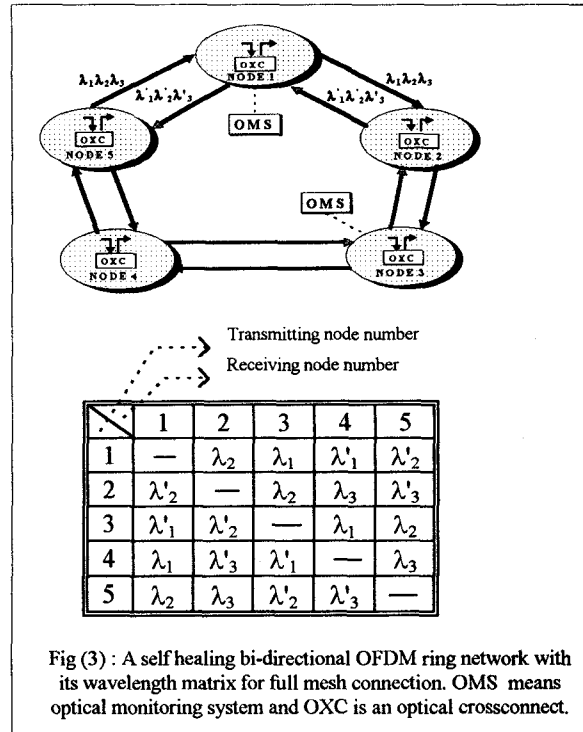 OXC
NODE 1
λ1λ2λ3
λ'1λ'2λ'3
λ'1λ'2λ'3
λ1λ2λ3
OMS
OXC
NODE 5
OXC
NODE 2
OMS
OXC
NODE 4
OXC
NODE 3
Transmitting node number
Receiving node number
1 2 3 4 5
1 — λ2 λ1 λ'1 λ'2
2 λ'2 — λ2 λ3 λ'3
3 λ'1 λ'2 — λ1 λ2
4 λ1 λ'3 λ'1 — λ3
5 λ2 λ3 λ'2 λ'3 —
Fig (3) : A self healing bi-directional OFDM ring network with
its wavelength matrix for full mesh connection. OMS means
optical monitoring system and OXC is an optical crossconnect.